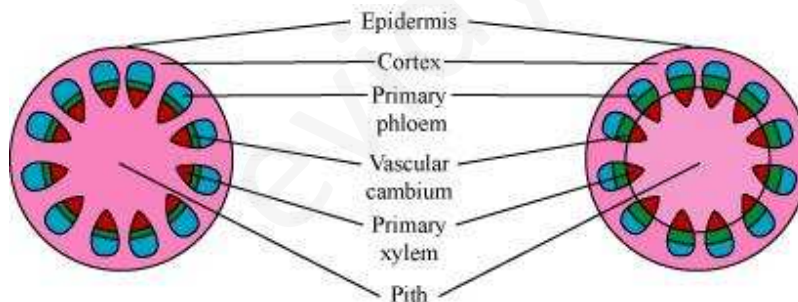 Epidermis
Cortex
Primary
phloem
Vascular
cambium
Primary
xylem
Pith